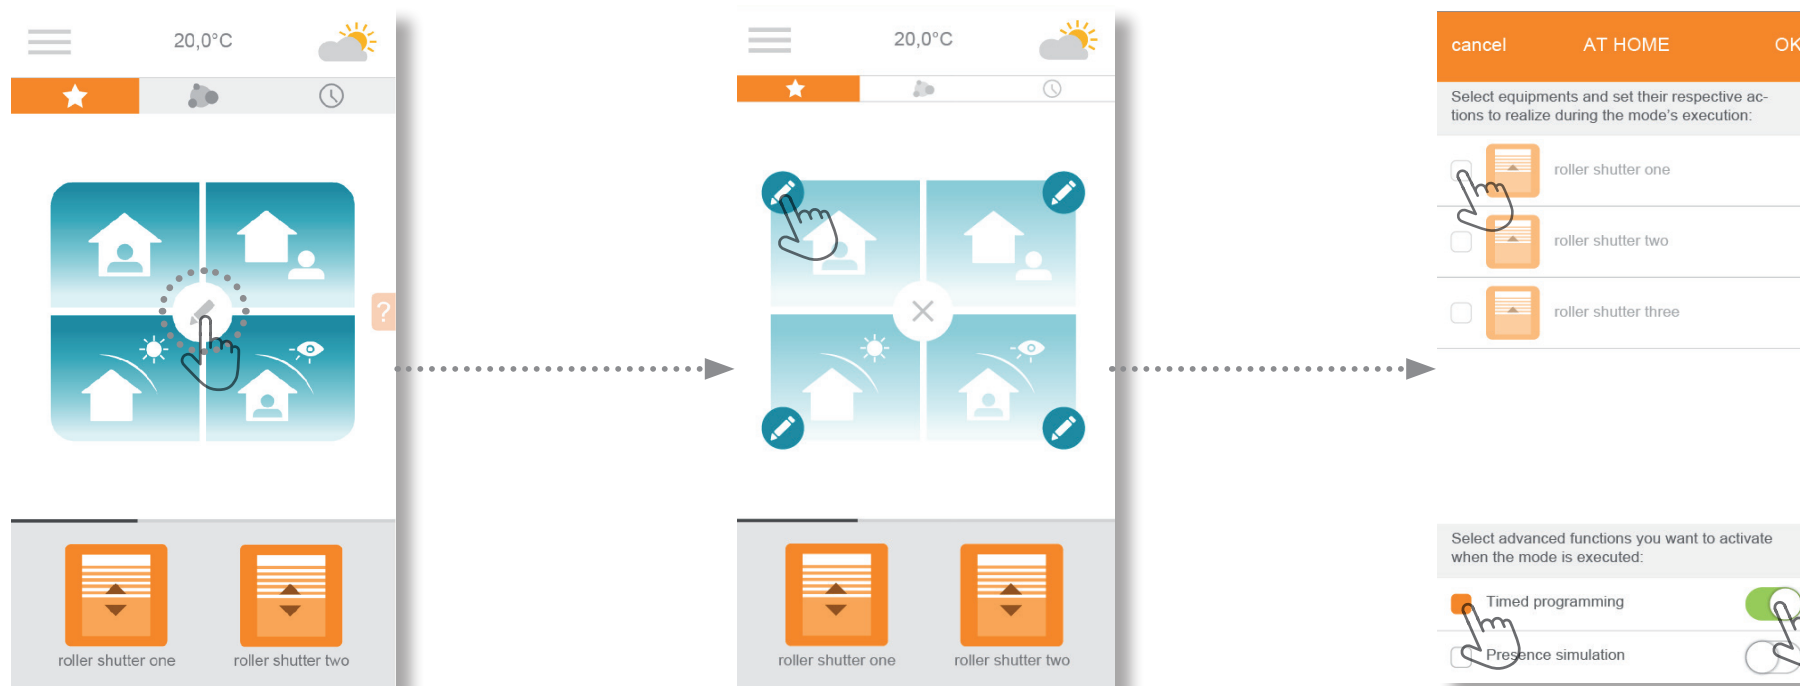 20,0°C
?
roller shutter one
roller shutter two
20,0°C
roller shutter one
roller shutter two
cancel AT HOME OK
Select equipments and set their respective ac-
tions to realize during the mode's execution:
roller shutter one
roller shutter two
roller shutter three
Select advanced functions you want to activate
when the mode is executed:
Timed programming
Presence simulation